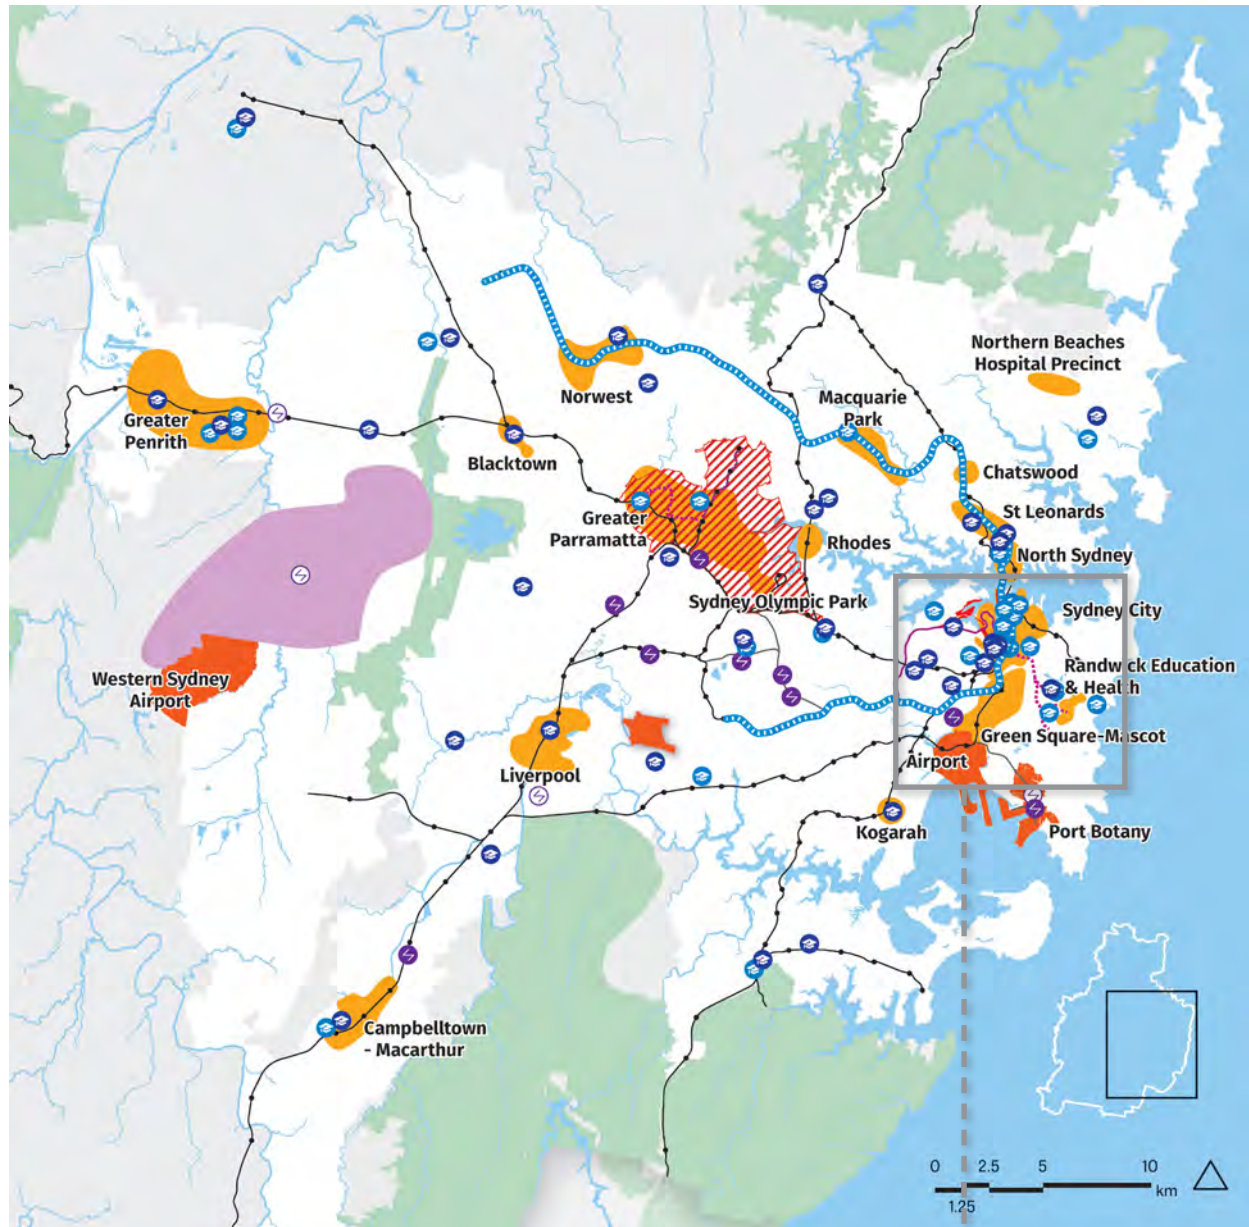 Northern Beaches
Hospital Precinct
Norwest
Macquarie
Park
Greater
Penrith
Blacktown
Chatswood
St Leonards
Greater
Parramatta
Rhodes
North Sydney
Sydney Olympic Park
Sydney City
Western Sydney
Airport
Randwick Education
& Health
Green Square-Mascot
Liverpool
Airport
Kogarah
Port Botany
Campbelltown
- Macarthur
0 2.5 5 10
km
1.25